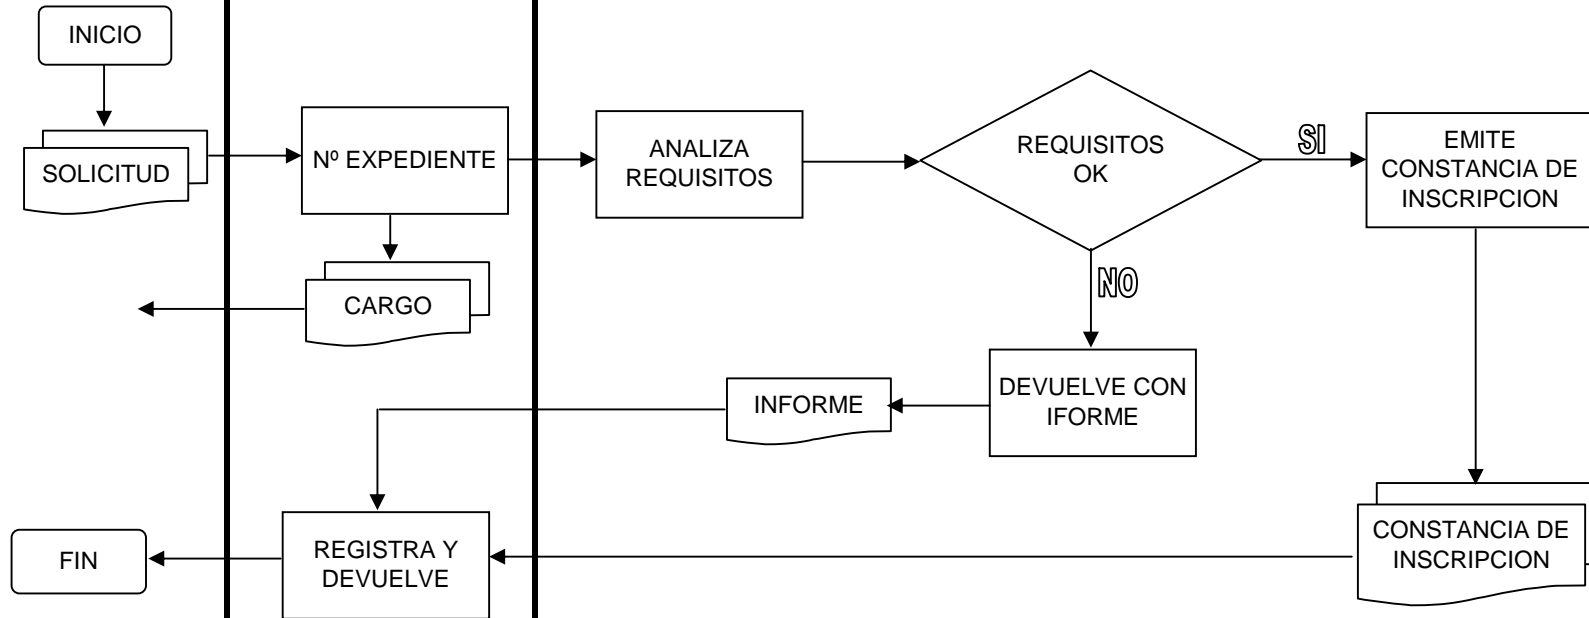 INICIO
SOLICITUD
Nº EXPEDIENTE
ANALIZA
REQUISITOS
REQUISITOS
OK
SI
EMITE
CONSTANCIA DE
INSCRIPCION
CARGO
NO
INFORME
DEVUELVE CON
IFORME
FIN
REGISTRA Y
DEVUELVE
CONSTANCIA DE
INSCRIPCION